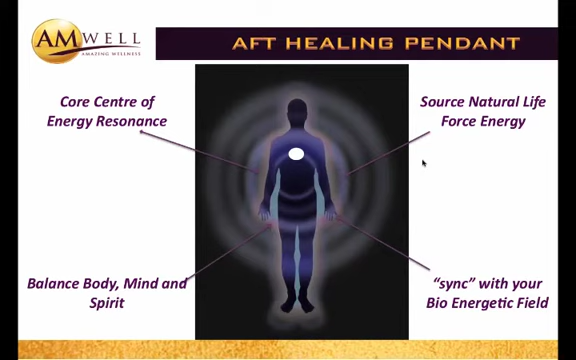 AMWELL
AMAZING WELLNESS
AFT HEALING PENDANT
Core Centre of
Energy Resonance
Source Natural Life
Force Energy
Balance Body, Mind and
Spirit
“sync” with your
Bio Energetic Field